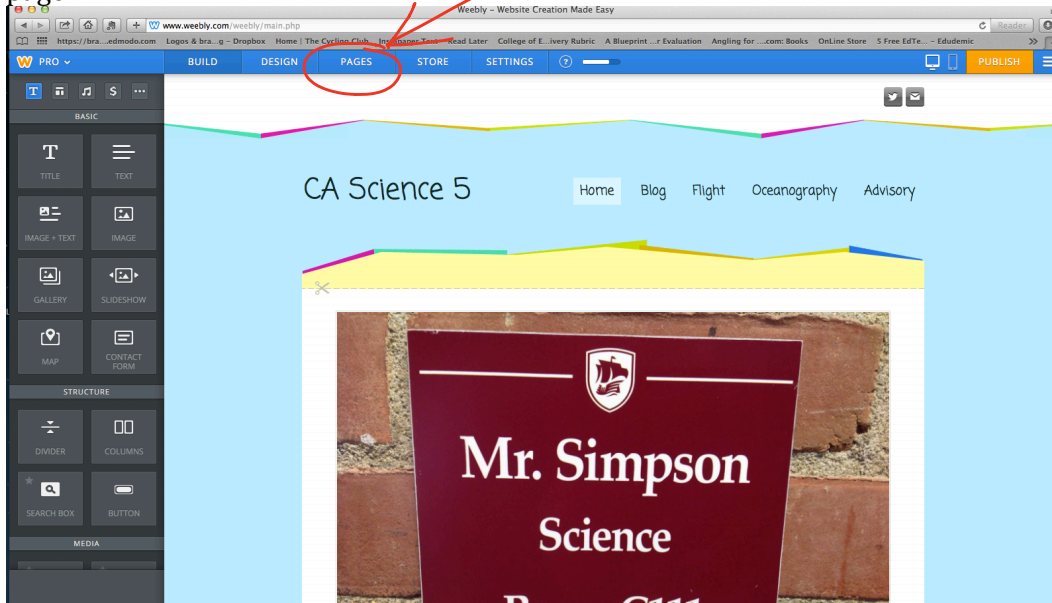 page
Weebly – Website Creation Made Easy
www.weebly.com/weebly/main.php
Reader
https://bra...edmodo.com Logos & bra...g – Dropbox Home | The Cycling Club Instapaper Text Read Later College of E...ivery Rubric A Blueprint ...r Evaluation Angling for ....com: Books OnLine Store 5 Free EdTe... – Edudemic
PRO BUILD DESIGN PAGES STORE SETTINGS ? PUBLISH
T $
BASIC
T
TITLE TEXT
IMAGE + TEXT IMAGE
GALLERY SLIDESHOW
MAP CONTACT FORM
STRUCTURE
DIVIDER COLUMNS
SEARCH BOX BUTTON
MEDIA
CA Science 5
Home Blog Flight Oceanography Advisory
Mr. Simpson
Science